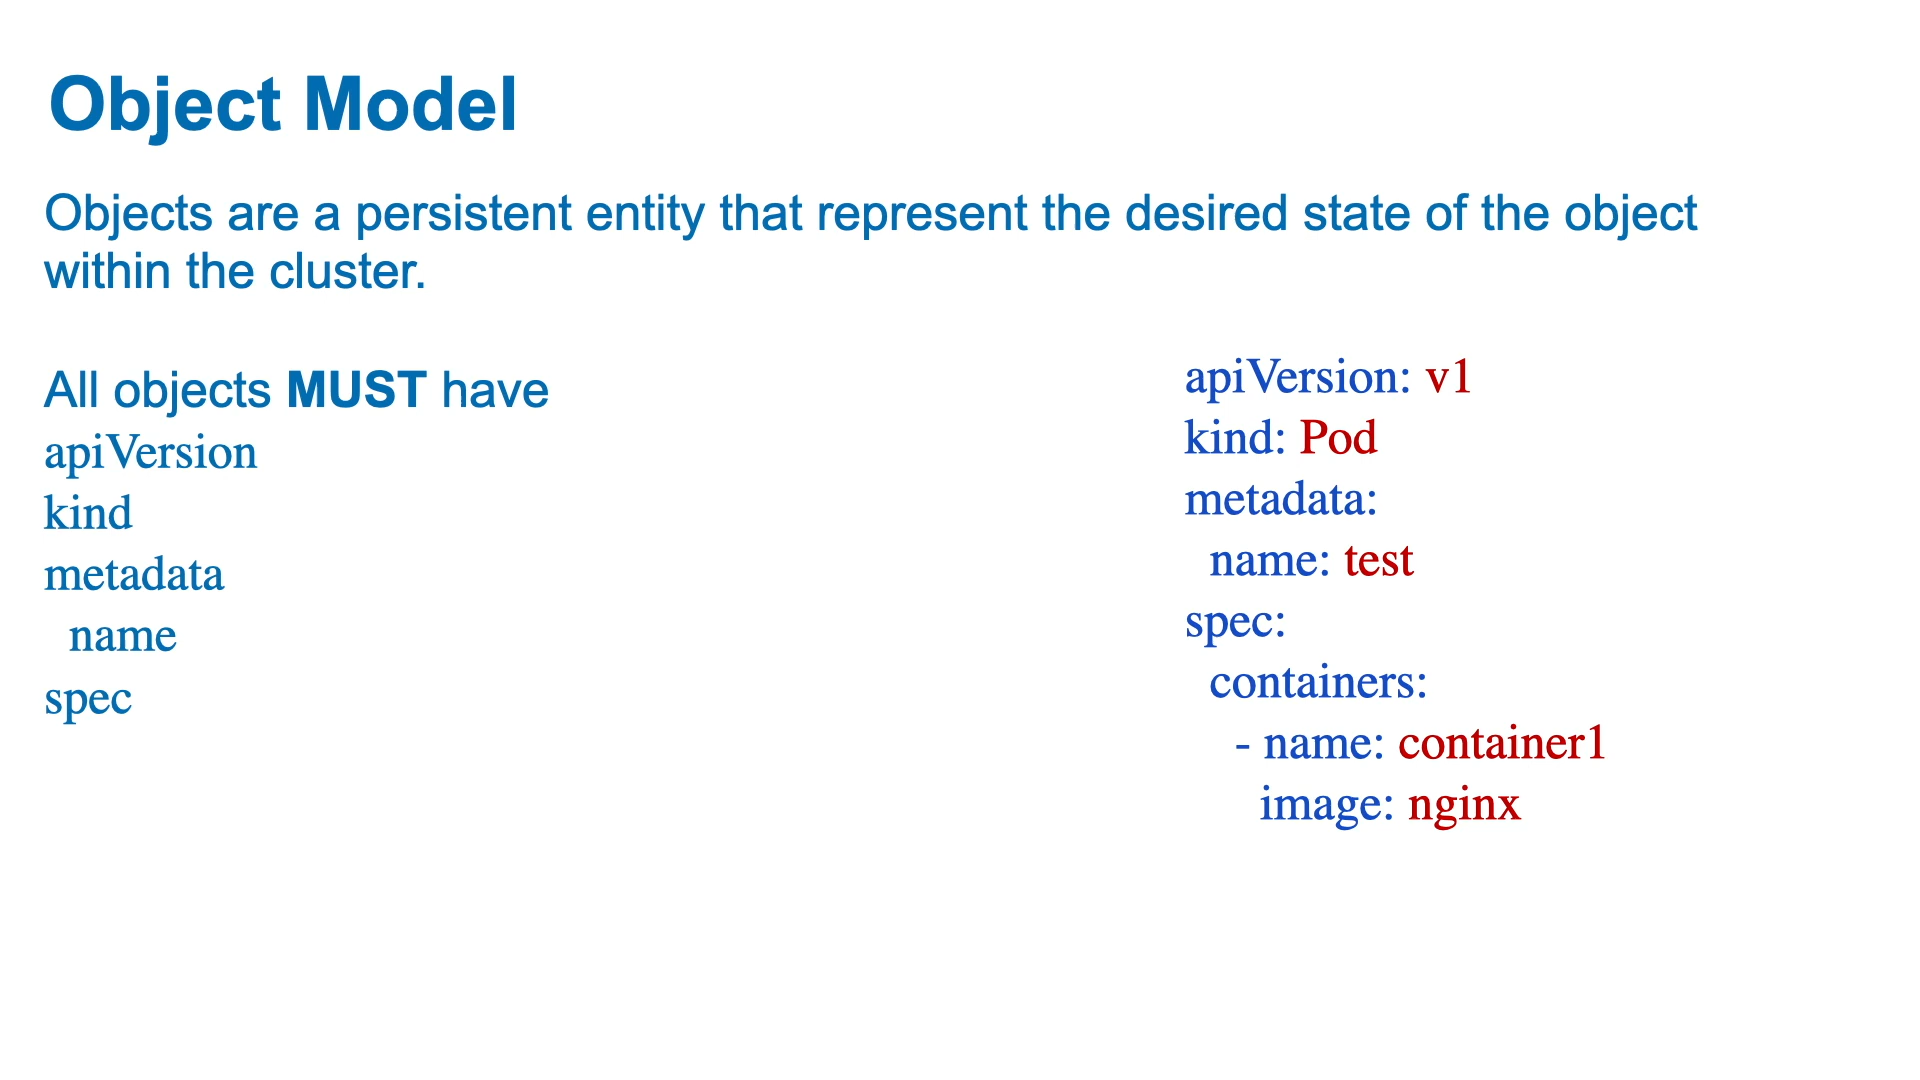 Object Model
Objects are a persistent entity that represent the desired state of the object
within the cluster.
All objects MUST have
apiVersion
kind
metadata
  name
spec
apiVersion: v1
kind: Pod
metadata:
  name: test
spec:
  containers:
    - name: container1
      image: nginx